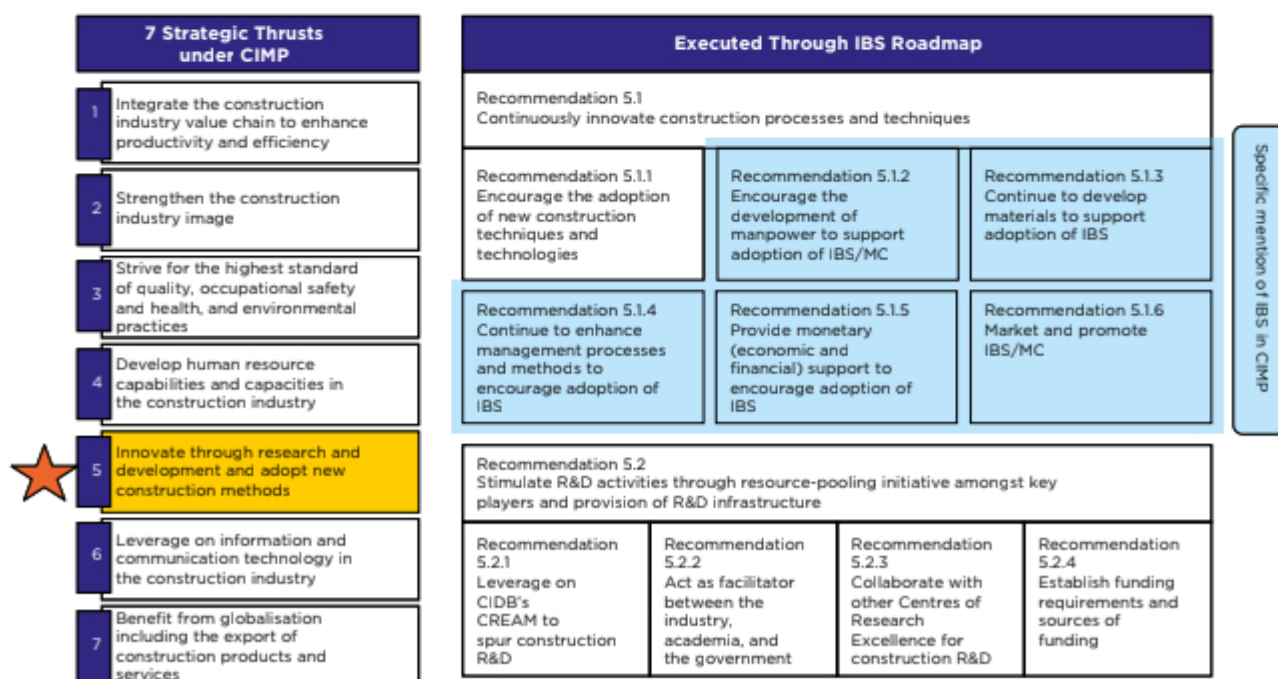 7 Strategic Thrusts
under CIMP
1
Integrate the construction
industry value chain to enhance
productivity and efficiency
2
Strengthen the construction
industry image
3
Strive for the highest standard
of quality, occupational safety
and health, and environmental
practices
4
Develop human resource
capabilities and capacities in
the construction industry
5
Innovate through research and
development and adopt new
construction methods
6
Leverage on information and
communication technology in
the construction industry
7
Benefit from globalisation
including the export of
construction products and
services
Executed Through IBS Roadmap
Recommendation 5.1
Continuously innovate construction processes and techniques
Recommendation 5.1.1
Encourage the adoption
of new construction
techniques and
technologies
Recommendation 5.1.2
Encourage the
development of
manpower to support
adoption of IBS/MC
Recommendation 5.1.3
Continue to develop
materials to support
adoption of IBS
Recommendation 5.1.4
Continue to enhance
management processes
and methods to
encourage adoption of
IBS
Recommendation 5.1.5
Provide monetary
(economic and
financial) support to
encourage adoption of
IBS
Recommendation 5.1.6
Market and promote
IBS/MC
Specific mention of IBS in CIMP
Recommendation 5.2
Stimulate R&D activities through resource-pooling initiative amongst key
players and provision of R&D infrastructure
Recommendation
5.2.1
Leverage on
CIDB's
CREAM to
spur construction
R&D
Recommendation
5.2.2
Act as facilitator
between the
industry,
academia, and
the government
Recommendation
5.2.3
Collaborate with
other Centres of
Research
Excellence for
construction R&D
Recommendation
5.2.4
Establish funding
requirements and
sources of
funding